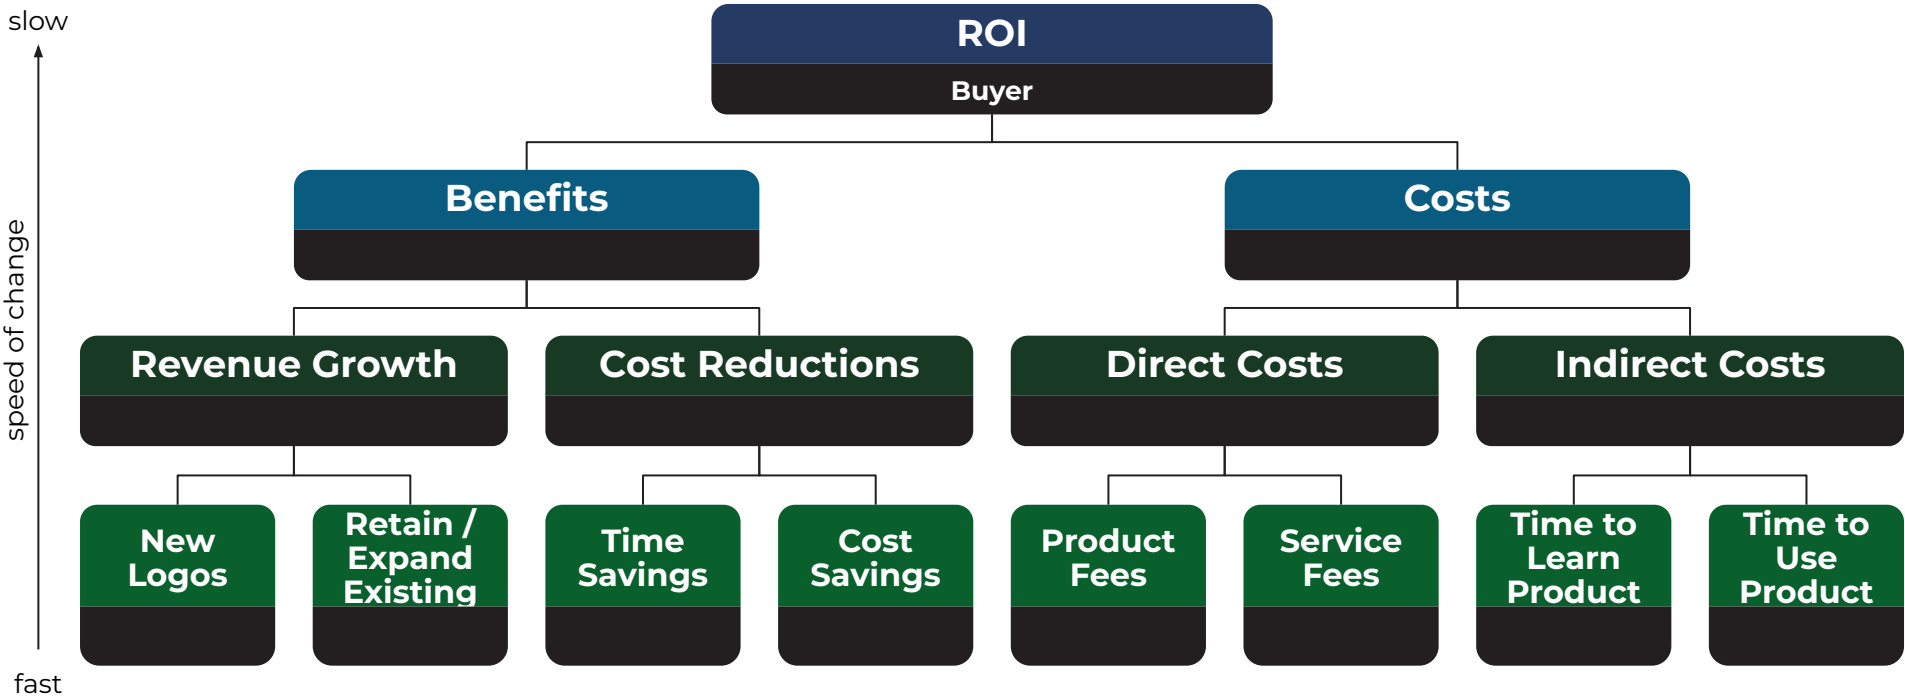 slow
ROI
Buyer
Benefits
Costs
speed of change
Revenue Growth
Cost Reductions
Direct Costs
Indirect Costs
New
Logos
Retain /
Expand
Existing
Time
Savings
Cost
Savings
Product
Fees
Service
Fees
Time to
Learn
Product
Time to
Use
Product
fast